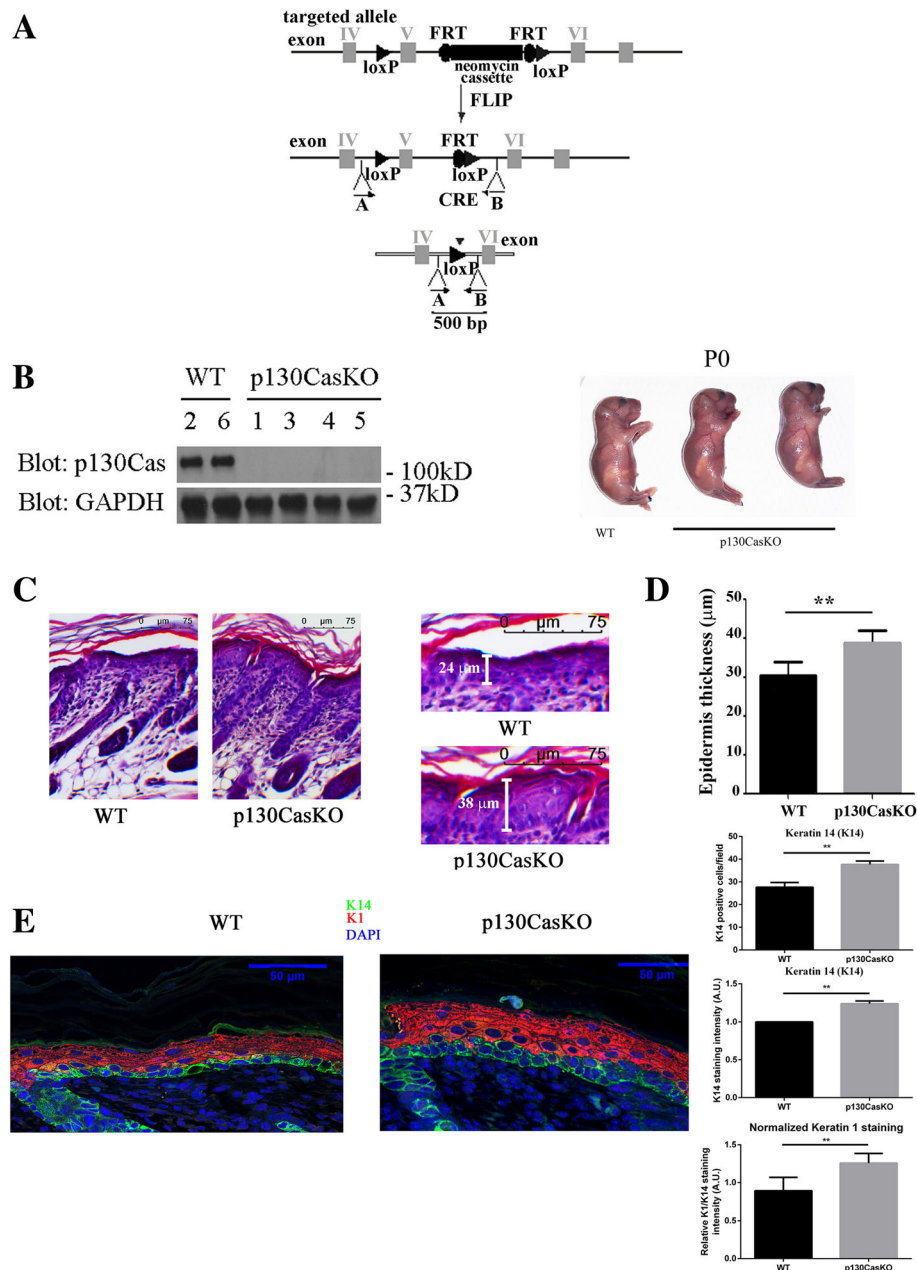 A
targeted allele
exon
IV
V
FRT
FRT
VI
loxP
neomycin
cassette
loxP
FLIP
exon
IV
V
FRT
VI
loxP
loxP
A
CRE
B
IV
VI
exon
loxP
A
B
500 bp
B
WT
p130CasKO
2 6 1 3 4 5
Blot: p130Cas
- 100kD
- 37kD
Blot: GAPDH
P0
WT
p130CasKO
C
0 µm 75
0 µm 75
WT
p130CasKO
0 µm 75
24 µm
WT
0 µm 75
38 µm
p130CasKO
D
Epidermis thickness (µm)
**
50
40
30
20
10
0
WT
p130CasKO
Keratin 14 (K14)
K14 positive cells/field
**
50
40
30
20
10
0
WT
p130CasKO
Keratin 14 (K14)
K14 staining intensity (A.U.)
**
1.5
1.0
0.5
0.0
WT
p130CasKO
Normalized Keratin 1 staining
Relative K1/K14 staining
intensity (A.U.)
**
1.5
1.0
0.5
0.0
WT
p130CasKO
E
WT
K14
K1
DAPI
p130CasKO
50 µm
50 µm